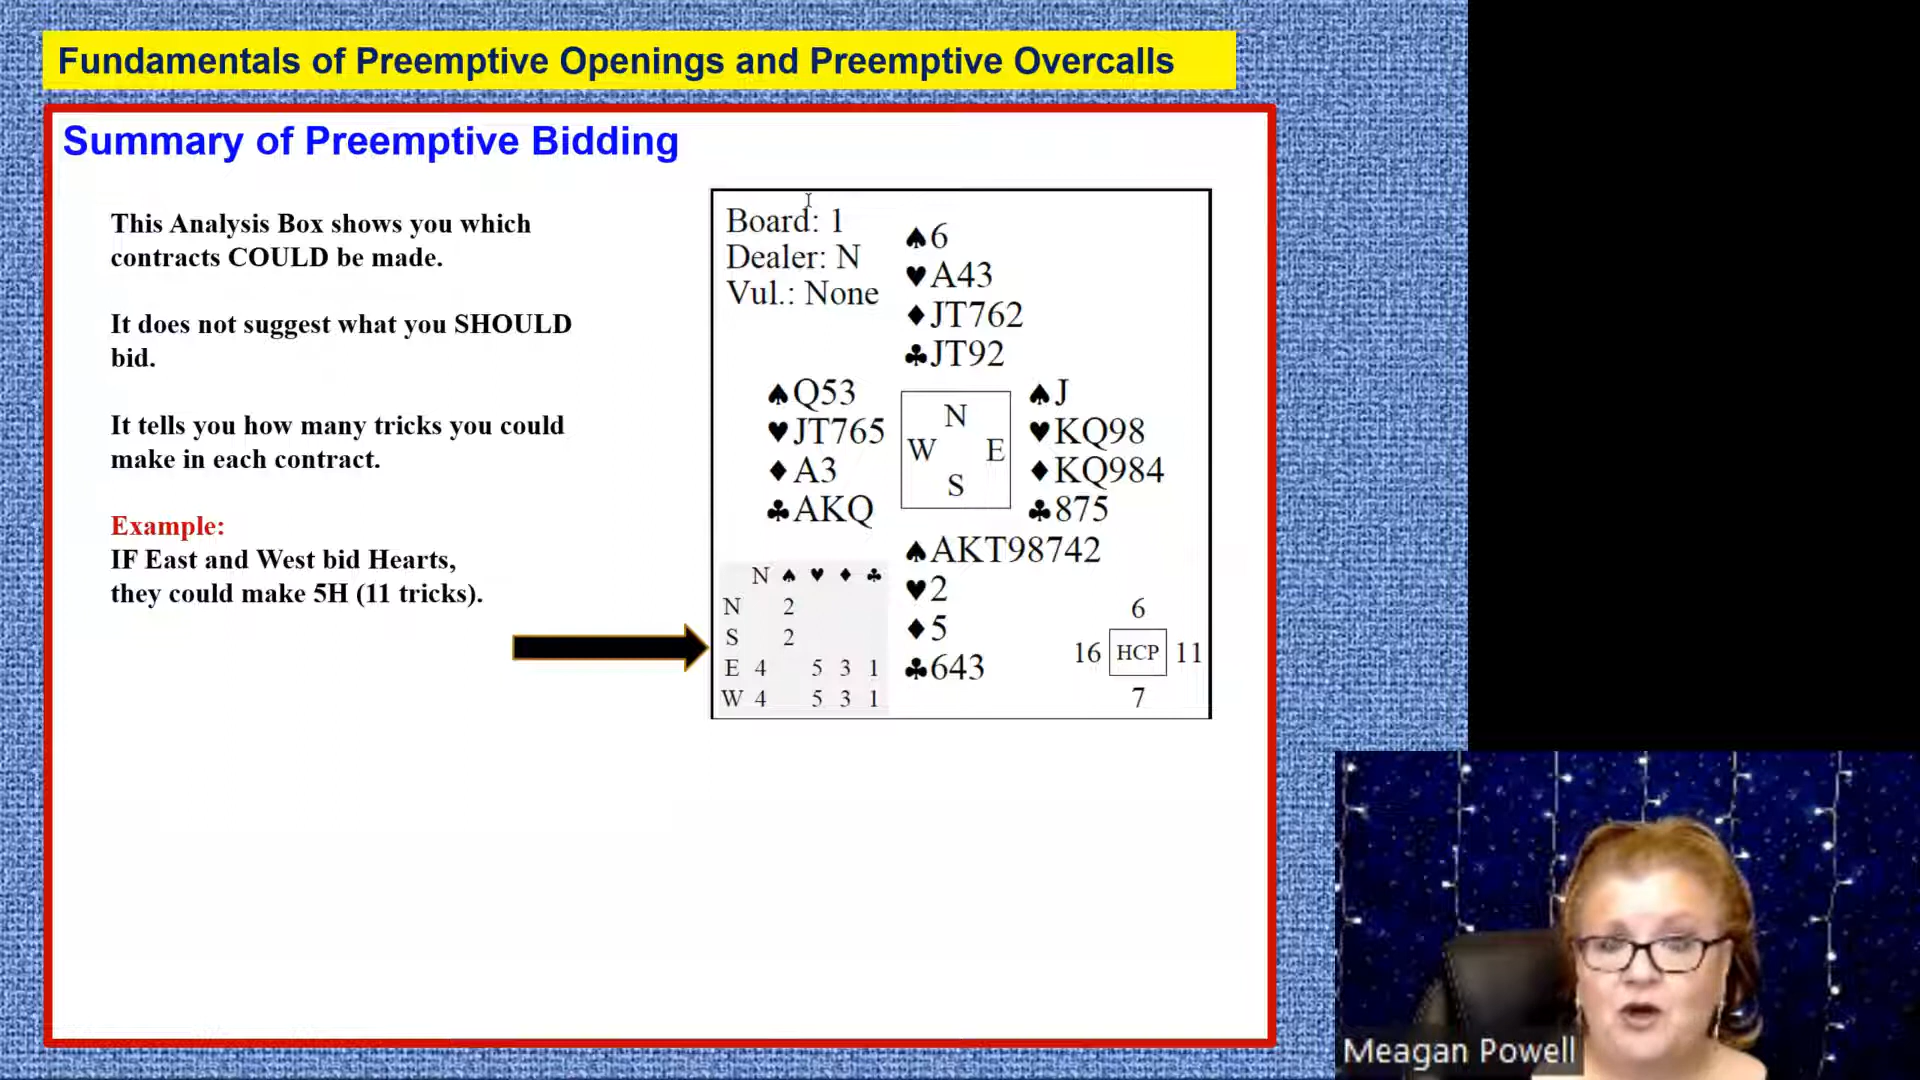 Fundamentals of Preemptive Openings and Preemptive Overcalls
Summary of Preemptive Bidding
This Analysis Box shows you which
contracts COULD be made.
It does not suggest what you SHOULD
bid.
It tells you how many tricks you could
make in each contract.
Example:
IF East and West bid Hearts,
they could make 5H (11 tricks).
Board: 1
Dealer: N
Vul.: None
♠6
♥A43
♦JT762
♣JT92
♠Q53
♥JT765
♦A3
♣AKQ
N
W E
S
♠J
♥KQ98
♦KQ984
♣875
♠AKT98742
♥2
♦5
♣643
N ♠ ♥ ♦ ♣
N 2
S 2
E 4 5 3 1
W 4 5 3 1
6
16 HCP 11
7
Meagan Powell